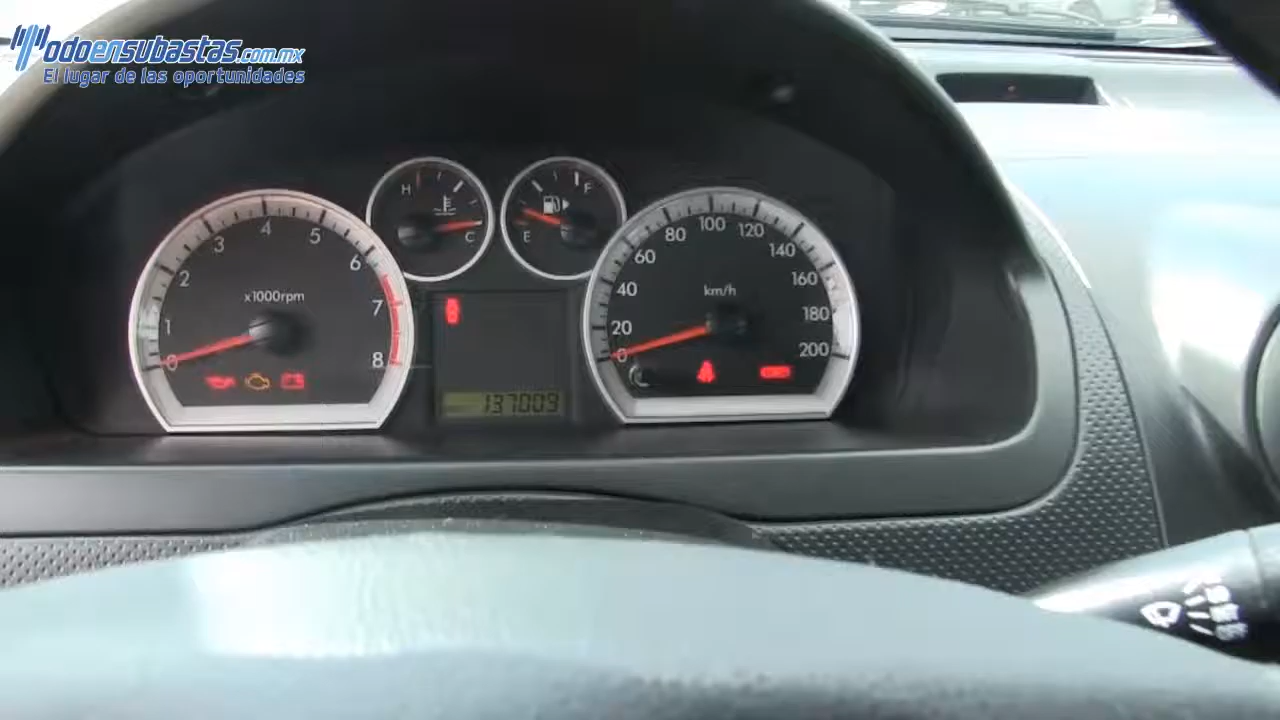 Todoensubastas.com.mx
El lugar de las oportunidades
H
C
F
E
0 1 2 3 4 5 6 7 8
x1000rpm
0 20 40 60 80 100 120 140 160 180 200
km/h
137009